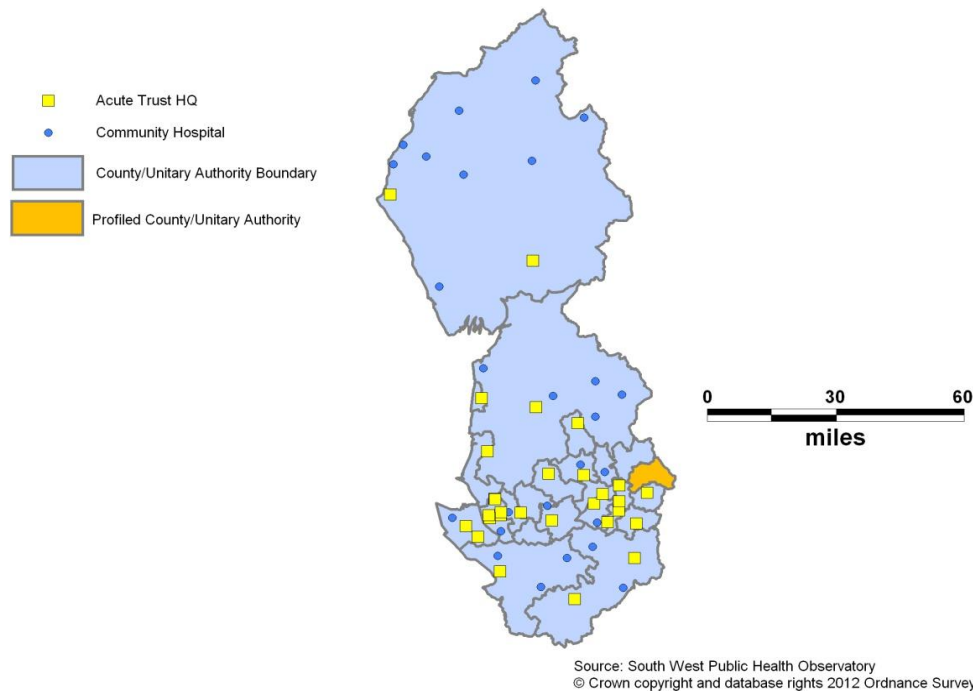 Acute Trust HQ
Community Hospital
County/Unitary Authority Boundary
Profiled County/Unitary Authority
0 30 60
miles
Source: South West Public Health Observatory
© Crown copyright and database rights 2012 Ordnance Survey